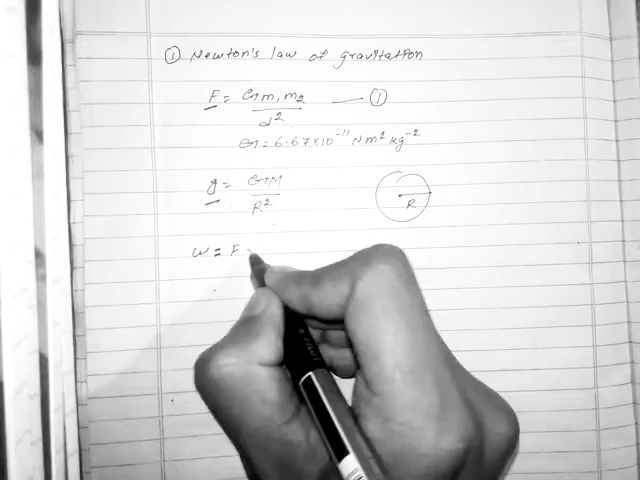 ① Newton's law of gravitation
F = Gm₁m₂ / d² — ①
G = 6.67×10⁻¹¹ Nm² kg⁻²
g = GM / R²
R
w = F